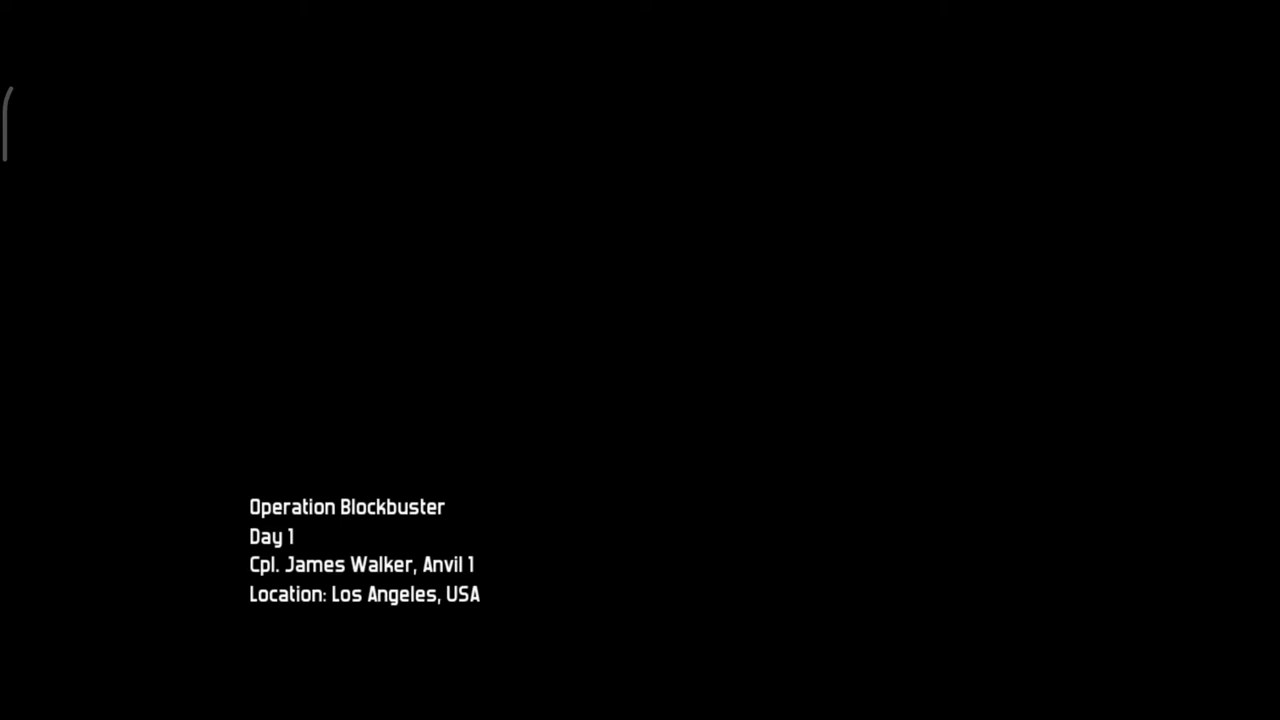 Operation Blockbuster
Day 1
Cpl. James Walker, Anvil 1
Location: Los Angeles, USA